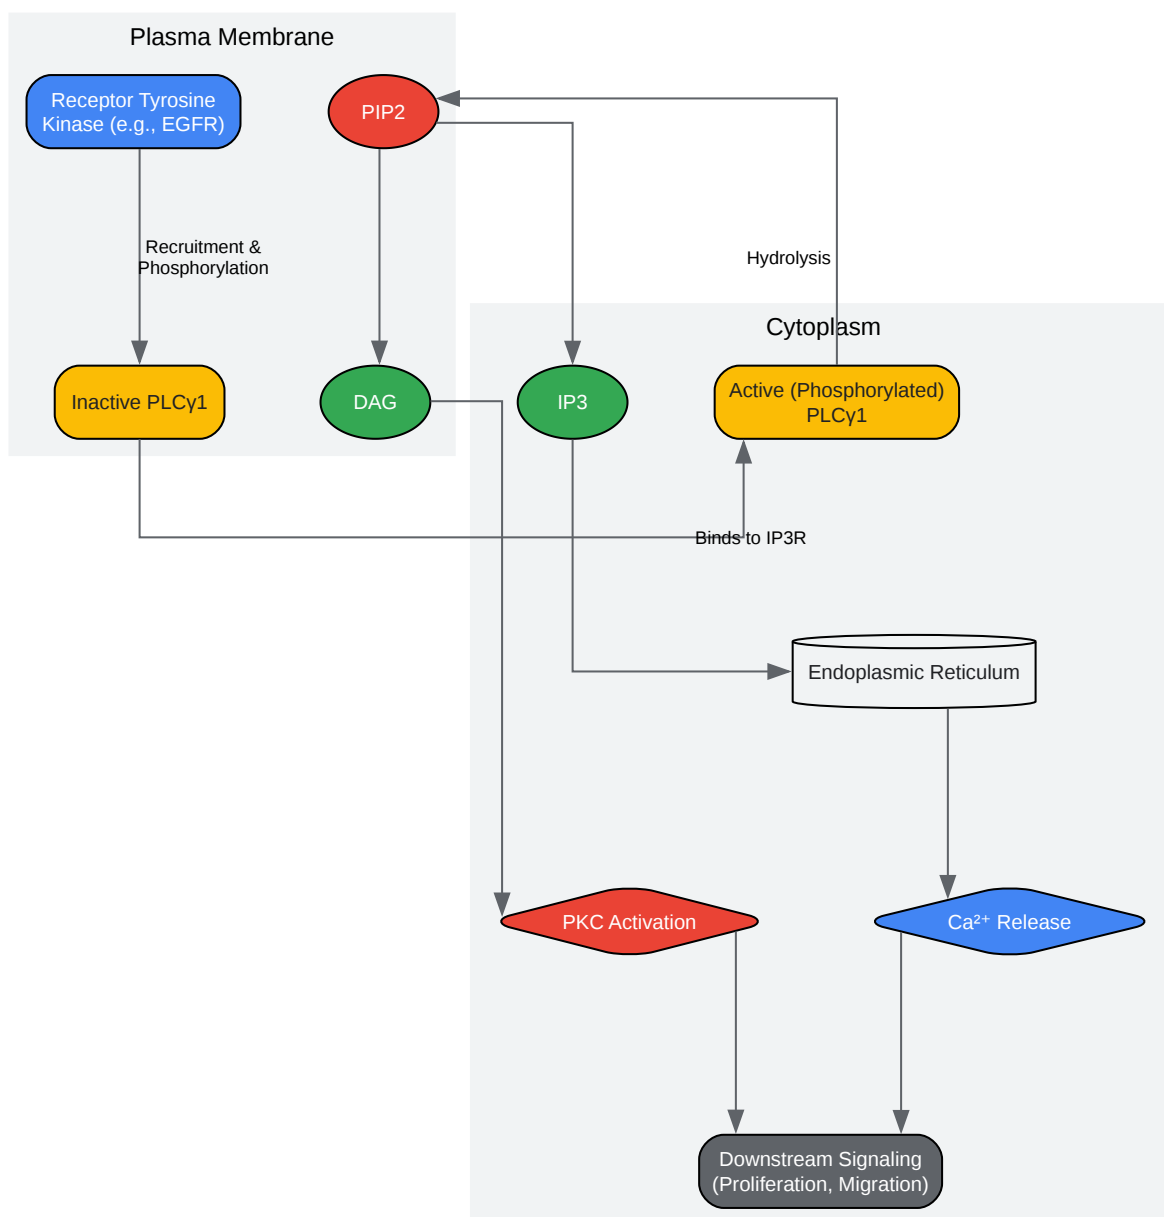 Plasma Membrane
Receptor Tyrosine
Kinase (e.g., EGFR)
PIP2
Recruitment &
Phosphorylation
Hydrolysis
Cytoplasm
Inactive PLCγ1
DAG
IP3
Active (Phosphorylated)
PLCγ1
Binds to IP3R
Endoplasmic Reticulum
PKC Activation
Ca²⁺ Release
Downstream Signaling
(Proliferation, Migration)